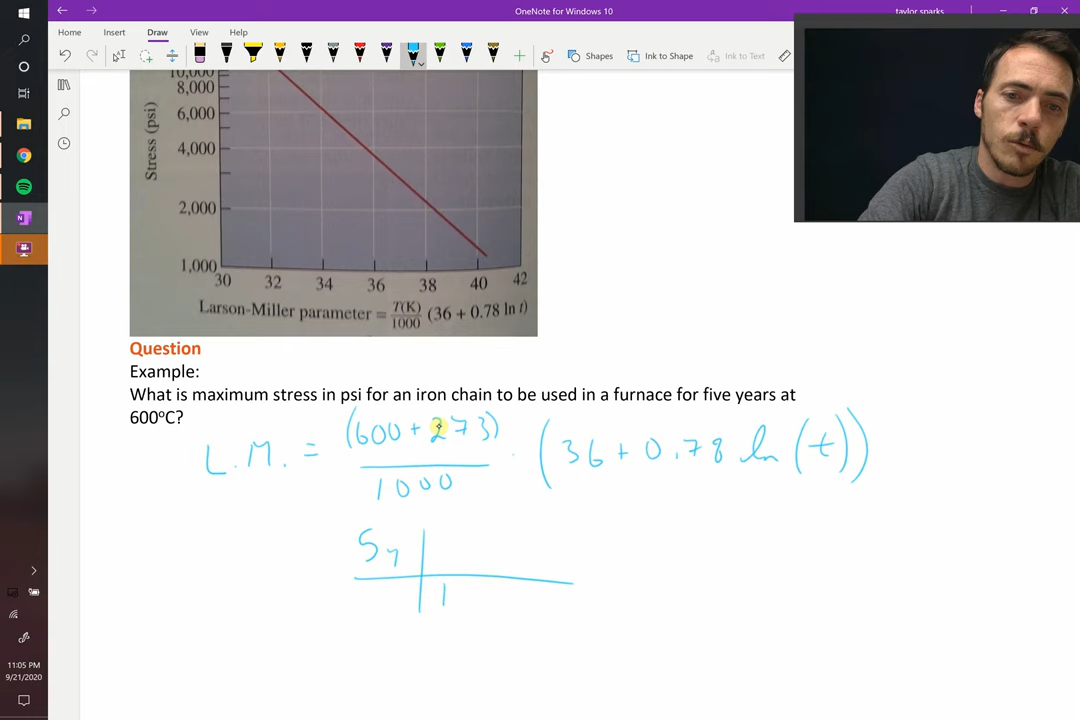 OneNote for Windows 10
taylor sparks
Home Insert Draw View Help
Shapes Ink to Shape Ink to Text
10,000
8,000
6,000
4,000
2,000
1,000
Stress (psi)
30 32 34 36 38 40 42
Larson-Miller parameter = T(K)/1000 (36 + 0.78 ln t)
Question
Example:
What is maximum stress in psi for an iron chain to be used in a furnace for five years at
600°C?
L.M. = (600 + 273)/1000 · (36 + 0.78 ln (t))
5y
1
11:05 PM
9/21/2020